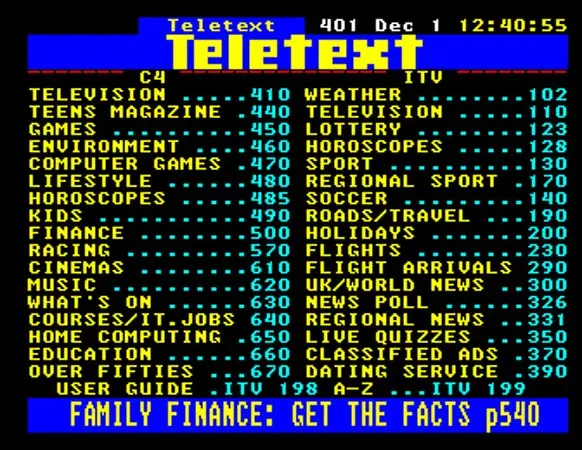 Teletext 401 Dec 1 12:40:55
Teletext
C4 ITV
TELEVISION .....410 WEATHER ........102
TEENS MAGAZINE .440 TELEVISION .....110
GAMES ..........450 LOTTERY ........123
ENVIRONMENT ....460 HOROSCOPES .....128
COMPUTER GAMES .470 SPORT ..........130
LIFESTYLE ......480 REGIONAL SPORT .170
HOROSCOPES .....485 SOCCER .........140
KIDS ...........490 ROADS/TRAVEL ...190
FINANCE ........500 HOLIDAYS .......200
RACING .........570 FLIGHTS ........230
CINEMAS ........610 FLIGHT ARRIVALS 290
MUSIC ..........620 UK/WORLD NEWS ..300
WHAT'S ON ......630 NEWS POLL ......326
COURSES/IT.JOBS 640 REGIONAL NEWS ..331
HOME COMPUTING .650 LIVE QUIZZES ...350
EDUCATION ......660 CLASSIFIED ADS .370
OVER FIFTIES ...670 DATING SERVICE .390
USER GUIDE .ITV 198 A-Z ...ITV 199
FAMILY FINANCE: GET THE FACTS p540